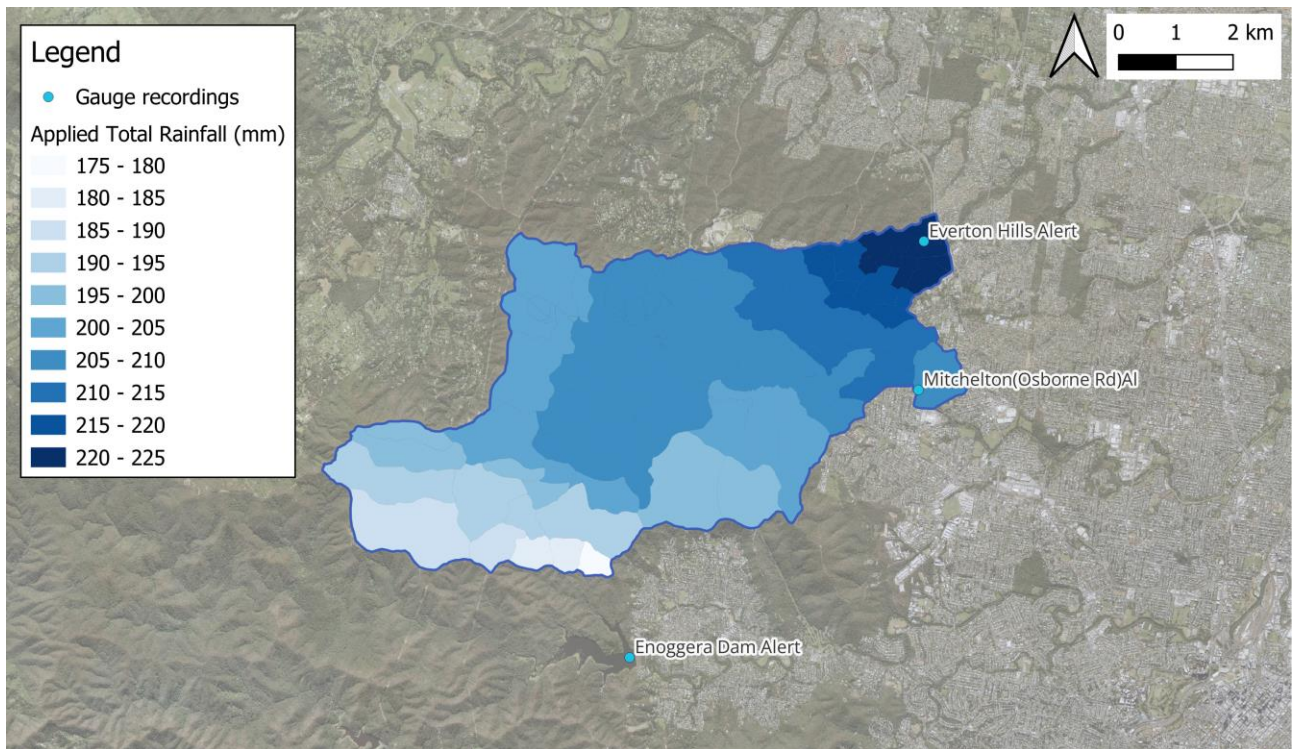 Legend
Gauge recordings
Applied Total Rainfall (mm)
175 - 180
180 - 185
185 - 190
190 - 195
195 - 200
200 - 205
205 - 210
210 - 215
215 - 220
220 - 225
0 1 2 km
Everton Hills Alert
Mitchelton(Osborne Rd)Al
Enoggera Dam Alert